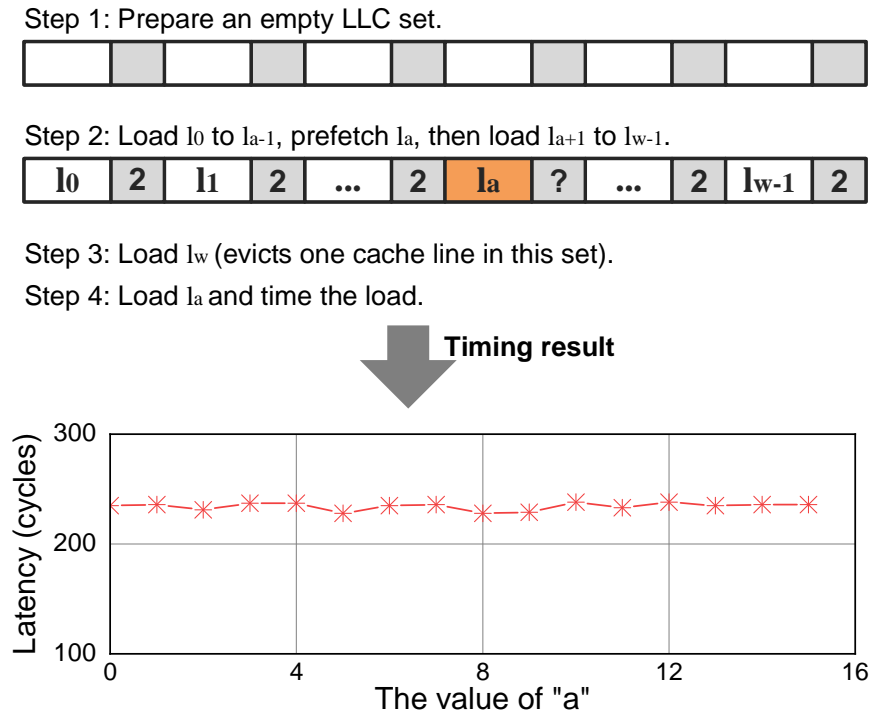 Step 1: Prepare an empty LLC set.
Step 2: Load l0 to la-1, prefetch la, then load la+1 to lw-1.
l0 2 l1 2 ... 2 la ? ... 2 lw-1 2
Step 3: Load lw (evicts one cache line in this set).
Step 4: Load la and time the load.
Timing result
300
200
100
Latency (cycles)
0 4 8 12 16
The value of "a"